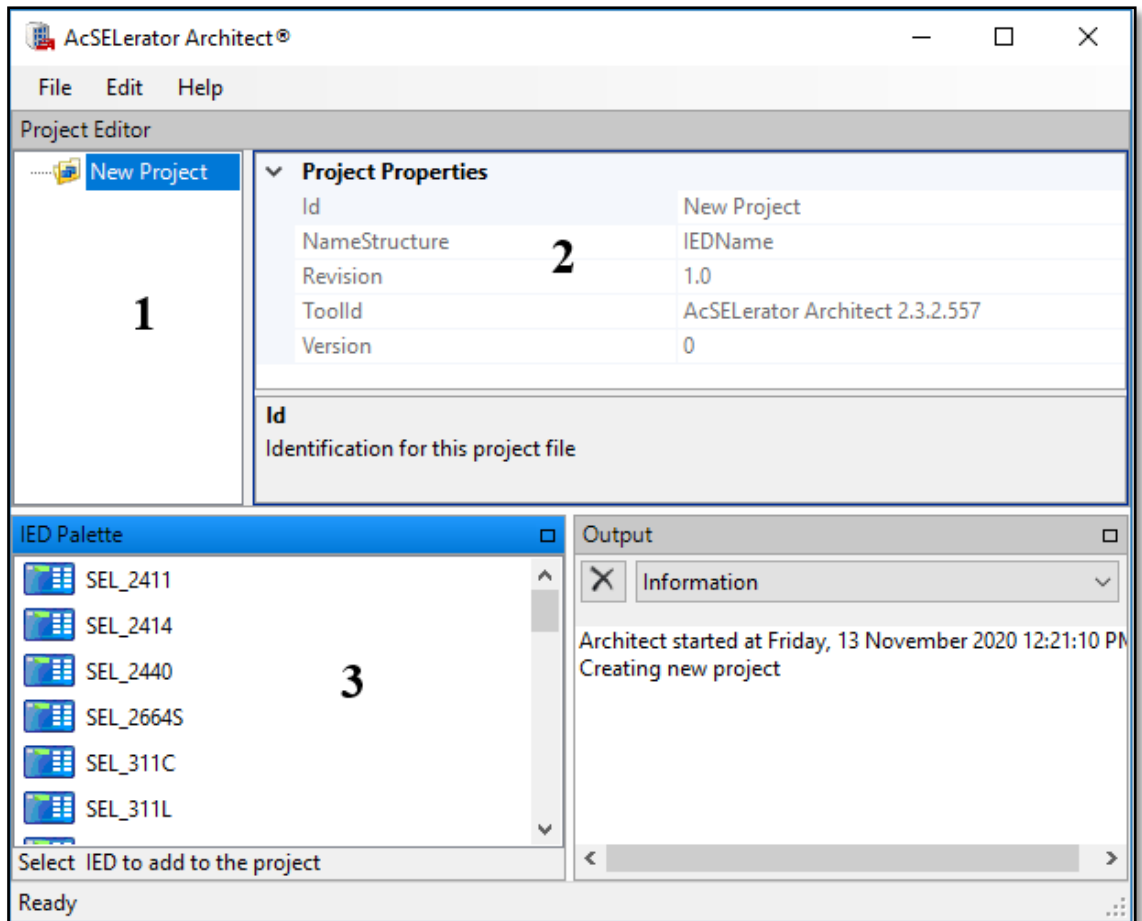 AcSELerator Architect®
File Edit Help
Project Editor
New Project
Project Properties
Id New Project
NameStructure IEDName
Revision 1.0
ToolId AcSELerator Architect 2.3.2.557
Version 0
1
2
Id
Identification for this project file
IED Palette
SEL_2411
SEL_2414
SEL_2440
SEL_2664S
SEL_311C
SEL_311L
3
Select IED to add to the project
Output
Information
Architect started at Friday, 13 November 2020 12:21:10 PM
Creating new project
Ready